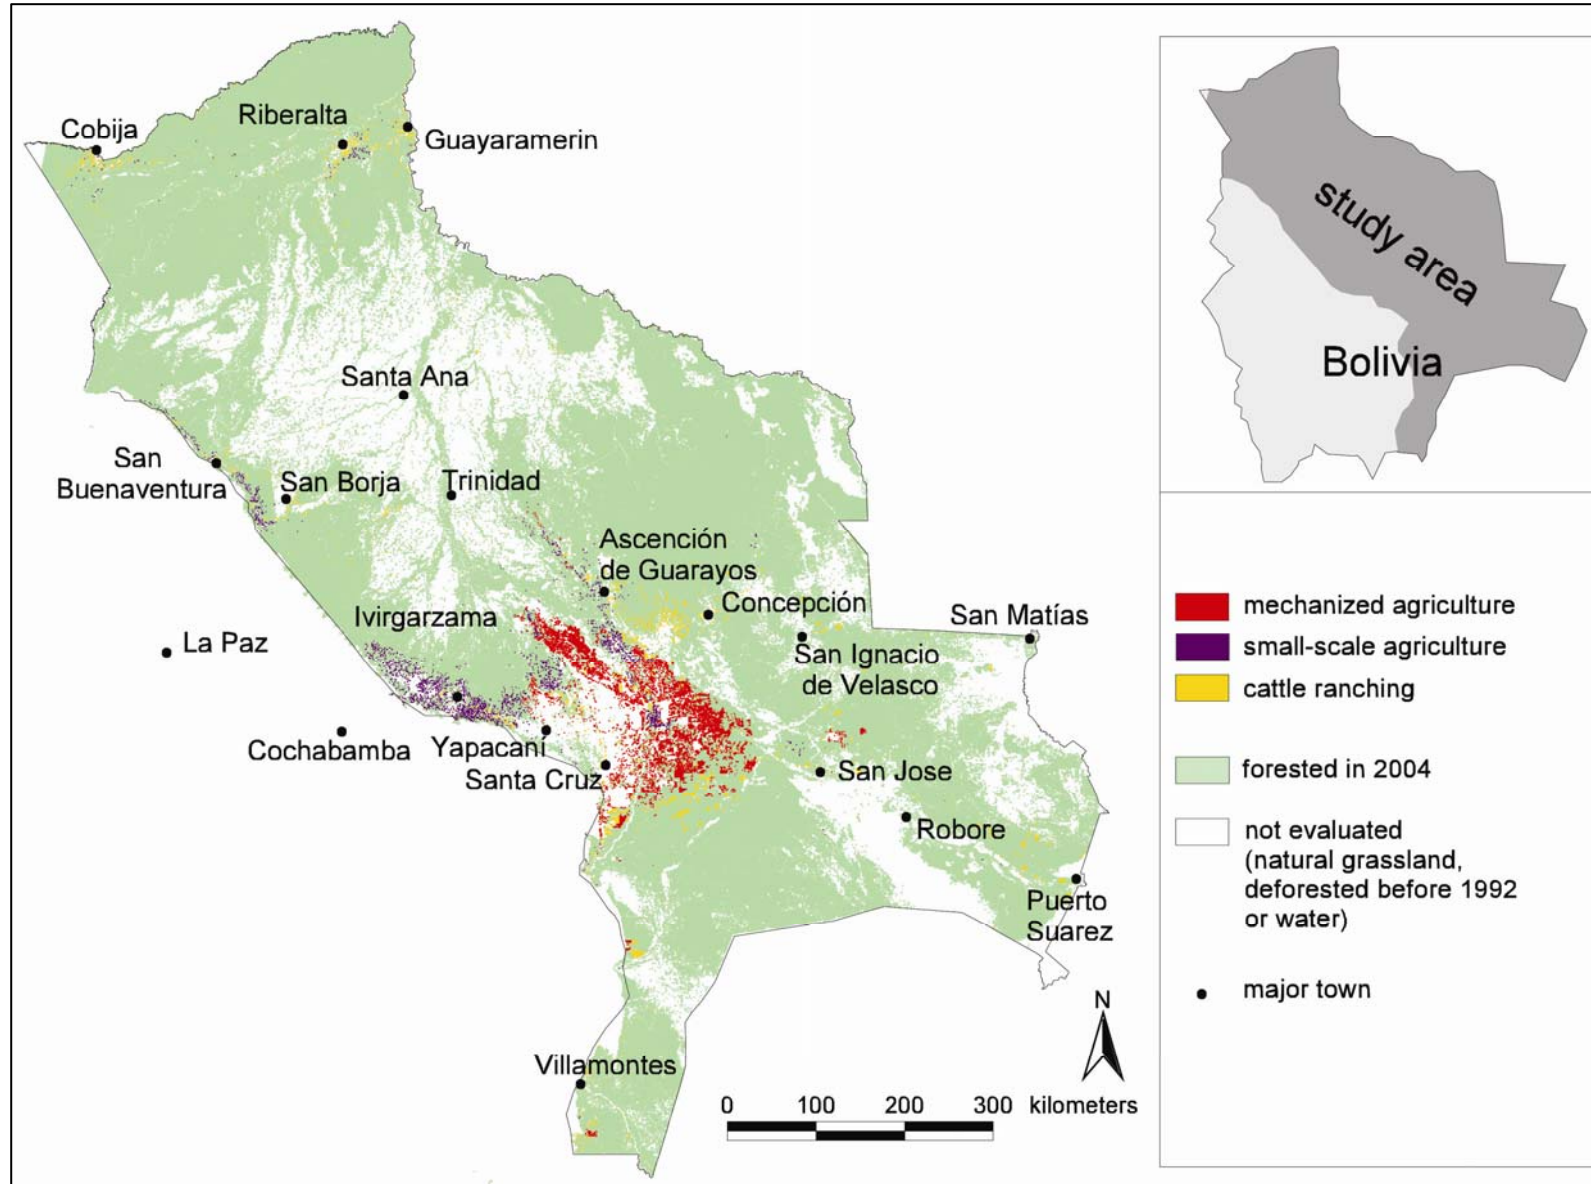 Cobija
Riberalta
Guayaramerin
Santa Ana
San
Buenaventura
San Borja
Trinidad
Ascención
de Guarayos
Concepción
Ivirgarzama
La Paz
San Ignacio
de Velasco
San Matías
Cochabamba
Yapacaní
Santa Cruz
San Jose
Robore
Puerto
Suarez
Villamontes
N
0 100 200 300 kilometers
study area
Bolivia
mechanized agriculture
small-scale agriculture
cattle ranching
forested in 2004
not evaluated
(natural grassland,
deforested before 1992
or water)
major town